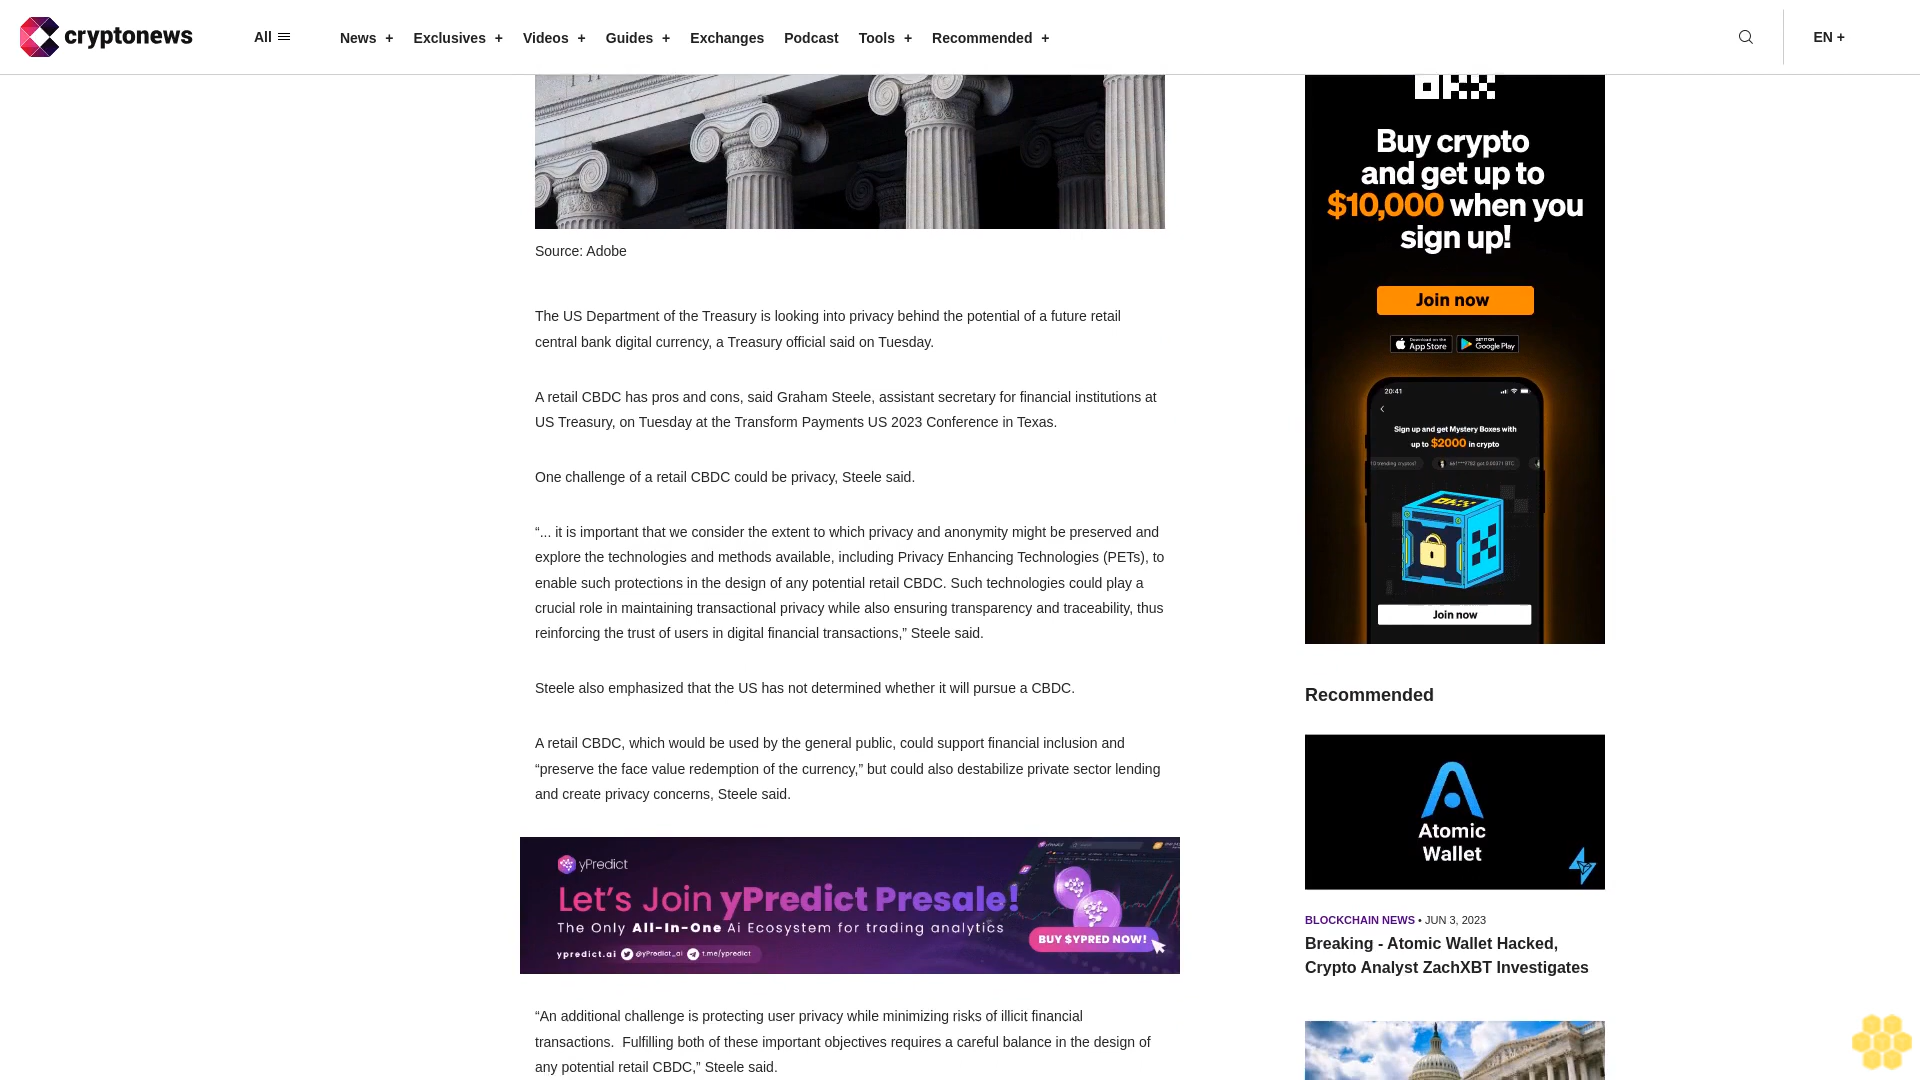 cryptonews
All
News +
Exclusives +
Videos +
Guides +
Exchanges
Podcast
Tools +
Recommended +
EN +
Source: Adobe
The US Department of the Treasury is looking into privacy behind the potential of a future retail
central bank digital currency, a Treasury official said on Tuesday.
A retail CBDC has pros and cons, said Graham Steele, assistant secretary for financial institutions at
US Treasury, on Tuesday at the Transform Payments US 2023 Conference in Texas.
One challenge of a retail CBDC could be privacy, Steele said.
“... it is important that we consider the extent to which privacy and anonymity might be preserved and
explore the technologies and methods available, including Privacy Enhancing Technologies (PETs), to
enable such protections in the design of any potential retail CBDC. Such technologies could play a
crucial role in maintaining transactional privacy while also ensuring transparency and traceability, thus
reinforcing the trust of users in digital financial transactions,” Steele said.
Steele also emphasized that the US has not determined whether it will pursue a CBDC.
A retail CBDC, which would be used by the general public, could support financial inclusion and
“preserve the face value redemption of the currency,” but could also destabilize private sector lending
and create privacy concerns, Steele said.
yPredict
Let's Join yPredict Presale!
The Only All-In-One Ai Ecosystem for trading analytics
BUY $YPRED NOW!
ypredict.ai @yPredict_ai t.me/ypredict
“An additional challenge is protecting user privacy while minimizing risks of illicit financial
transactions.  Fulfilling both of these important objectives requires a careful balance in the design of
any potential retail CBDC,” Steele said.
Buy crypto
and get up to
$10,000 when you
sign up!
Join now
Download on the
App Store
GET IT ON
Google Play
20:41
Sign up and get Mystery Boxes with
up to $2000 in crypto
Join now
Recommended
Atomic
Wallet
BLOCKCHAIN NEWS • JUN 3, 2023
Breaking - Atomic Wallet Hacked,
Crypto Analyst ZachXBT Investigates